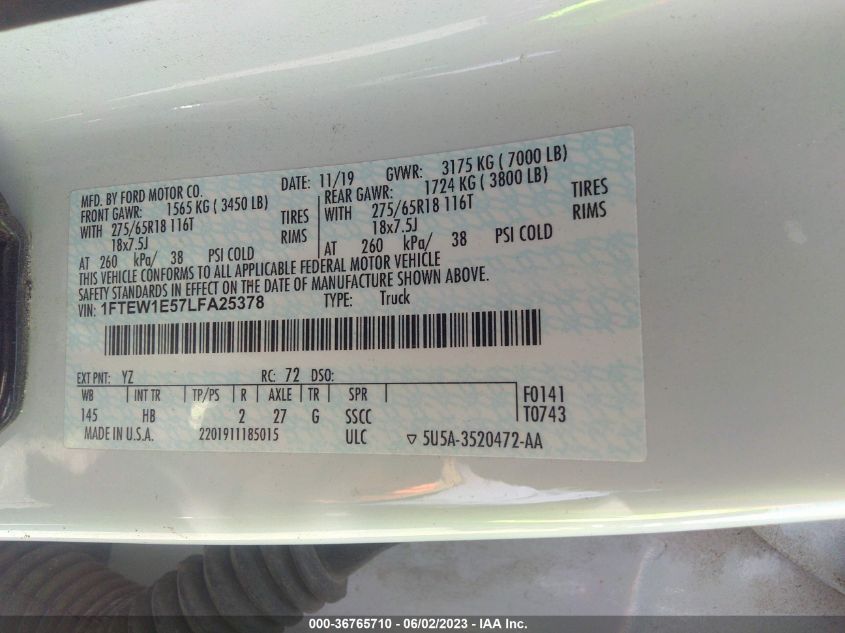 MFD. BY FORD MOTOR CO. DATE: 11/19 GVWR: 3175 KG ( 7000 LB)
FRONT GAWR: 1565 KG ( 3450 LB) REAR GAWR: 1724 KG ( 3800 LB)
WITH 275/65R18 116T TIRES WITH 275/65R18 116T TIRES
18x7.5J RIMS 18x7.5J RIMS
AT 260 kPa/ 38 PSI COLD AT 260 kPa/ 38 PSI COLD
THIS VEHICLE CONFORMS TO ALL APPLICABLE FEDERAL MOTOR VEHICLE
SAFETY STANDARDS IN EFFECT ON THE DATE OF MANUFACTURE SHOWN ABOVE.
VIN: 1FTEW1E57LFA25378 TYPE: Truck
EXT PNT: YZ RC: 72 DSO:
WB INT TR TP/PS R AXLE TR SPR F0141
145 HB 2 27 G SSCC T0743
MADE IN U.S.A. 2201911185015 ULC ▽ 5U5A-3520472-AA
000-36765710 - 06/02/2023 - IAA Inc.